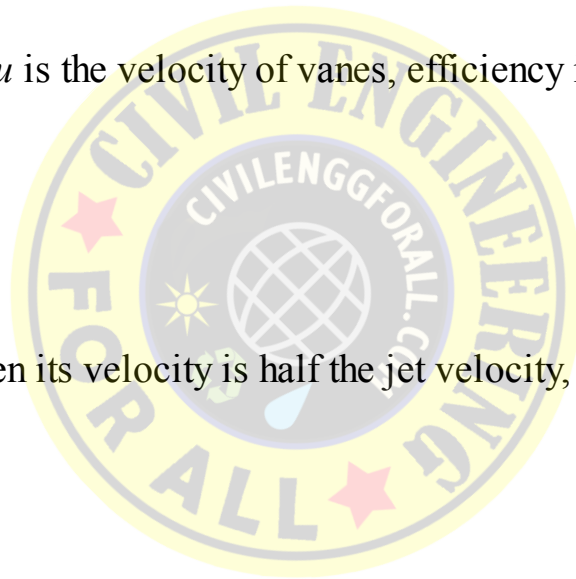 u is the velocity of vanes, efficiency
CIVIL ENGINEERING
CIVILENGGFORALL.COM
en its velocity is half the jet velocity,
FOR ALL